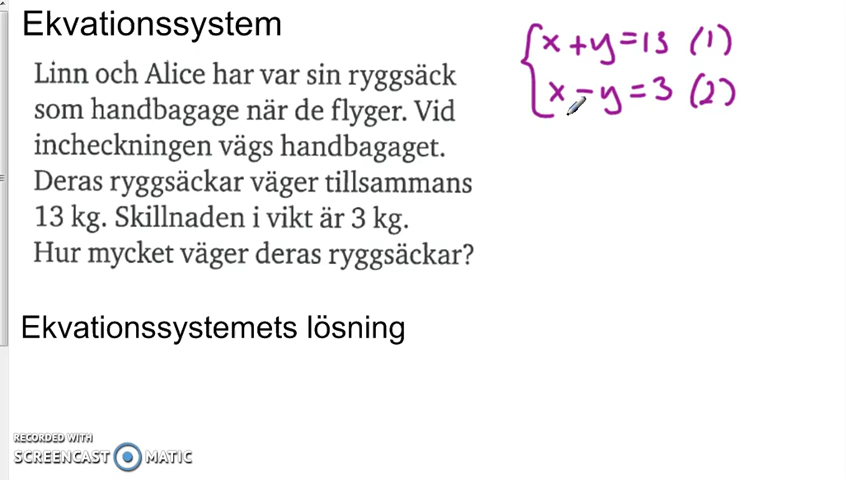 Ekvationssystem
Linn och Alice har var sin ryggsäck
som handbagage när de flyger. Vid
incheckningen vägs handbagaget.
Deras ryggsäckar väger tillsammans
13 kg. Skillnaden i vikt är 3 kg.
Hur mycket väger deras ryggsäckar?
x + y = 13 (1)
x - y = 3 (2)
Ekvationssystemets lösning
RECORDED WITH
SCREENCAST MATIC